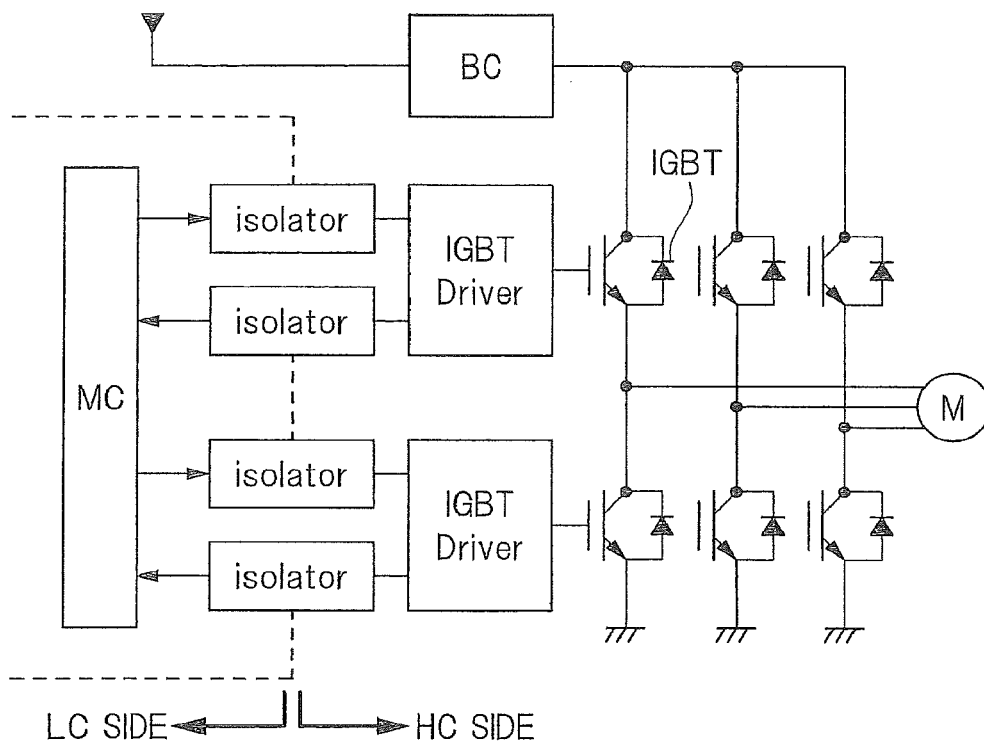 BC
IGBT
isolator
IGBT
Driver
isolator
MC
M
isolator
IGBT
Driver
isolator
LC SIDE
HC SIDE